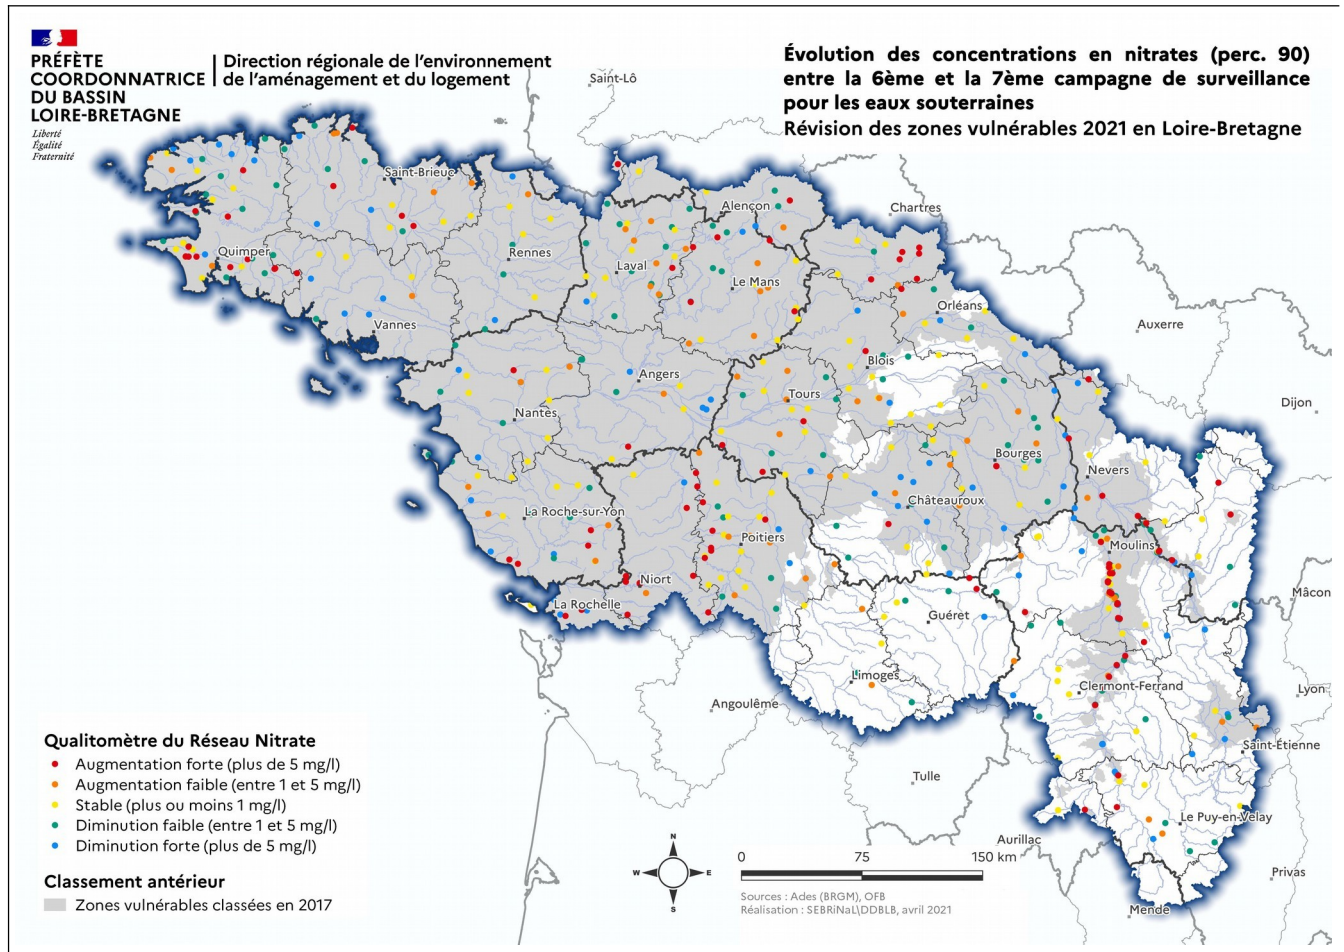 PRÉFÈTE
COORDONNATRICE
DU BASSIN
LOIRE-BRETAGNE
Liberté
Égalité
Fraternité
Direction régionale de l'environnement
de l'aménagement et du logement
Évolution des concentrations en nitrates (perc. 90)
entre la 6ème et la 7ème campagne de surveillance
pour les eaux souterraines
Révision des zones vulnérables 2021 en Loire-Bretagne
Saint-Lô
Saint-Brieuc
Alençon
Chartres
Quimper
Rennes
Laval
Le Mans
Orléans
Auxerre
Vannes
Blois
Angers
Tours
Dijon
Nantes
Bourges
Nevers
Châteauroux
La Roche-sur-Yon
Poitiers
Moulins
Niort
Mâcon
La Rochelle
Guéret
Limoges
Clermont-Ferrand
Lyon
Angoulême
Saint-Étienne
Tulle
Le Puy-en-Velay
Aurillac
Privas
Mende
Qualitomètre du Réseau Nitrate
Augmentation forte (plus de 5 mg/l)
Augmentation faible (entre 1 et 5 mg/l)
Stable (plus ou moins 1 mg/l)
Diminution faible (entre 1 et 5 mg/l)
Diminution forte (plus de 5 mg/l)
Classement antérieur
Zones vulnérables classées en 2017
N
W
E
S
0 75 150 km
Sources : Ades (BRGM), OFB
Réalisation : SEBRiNaL\DDBLB, avril 2021